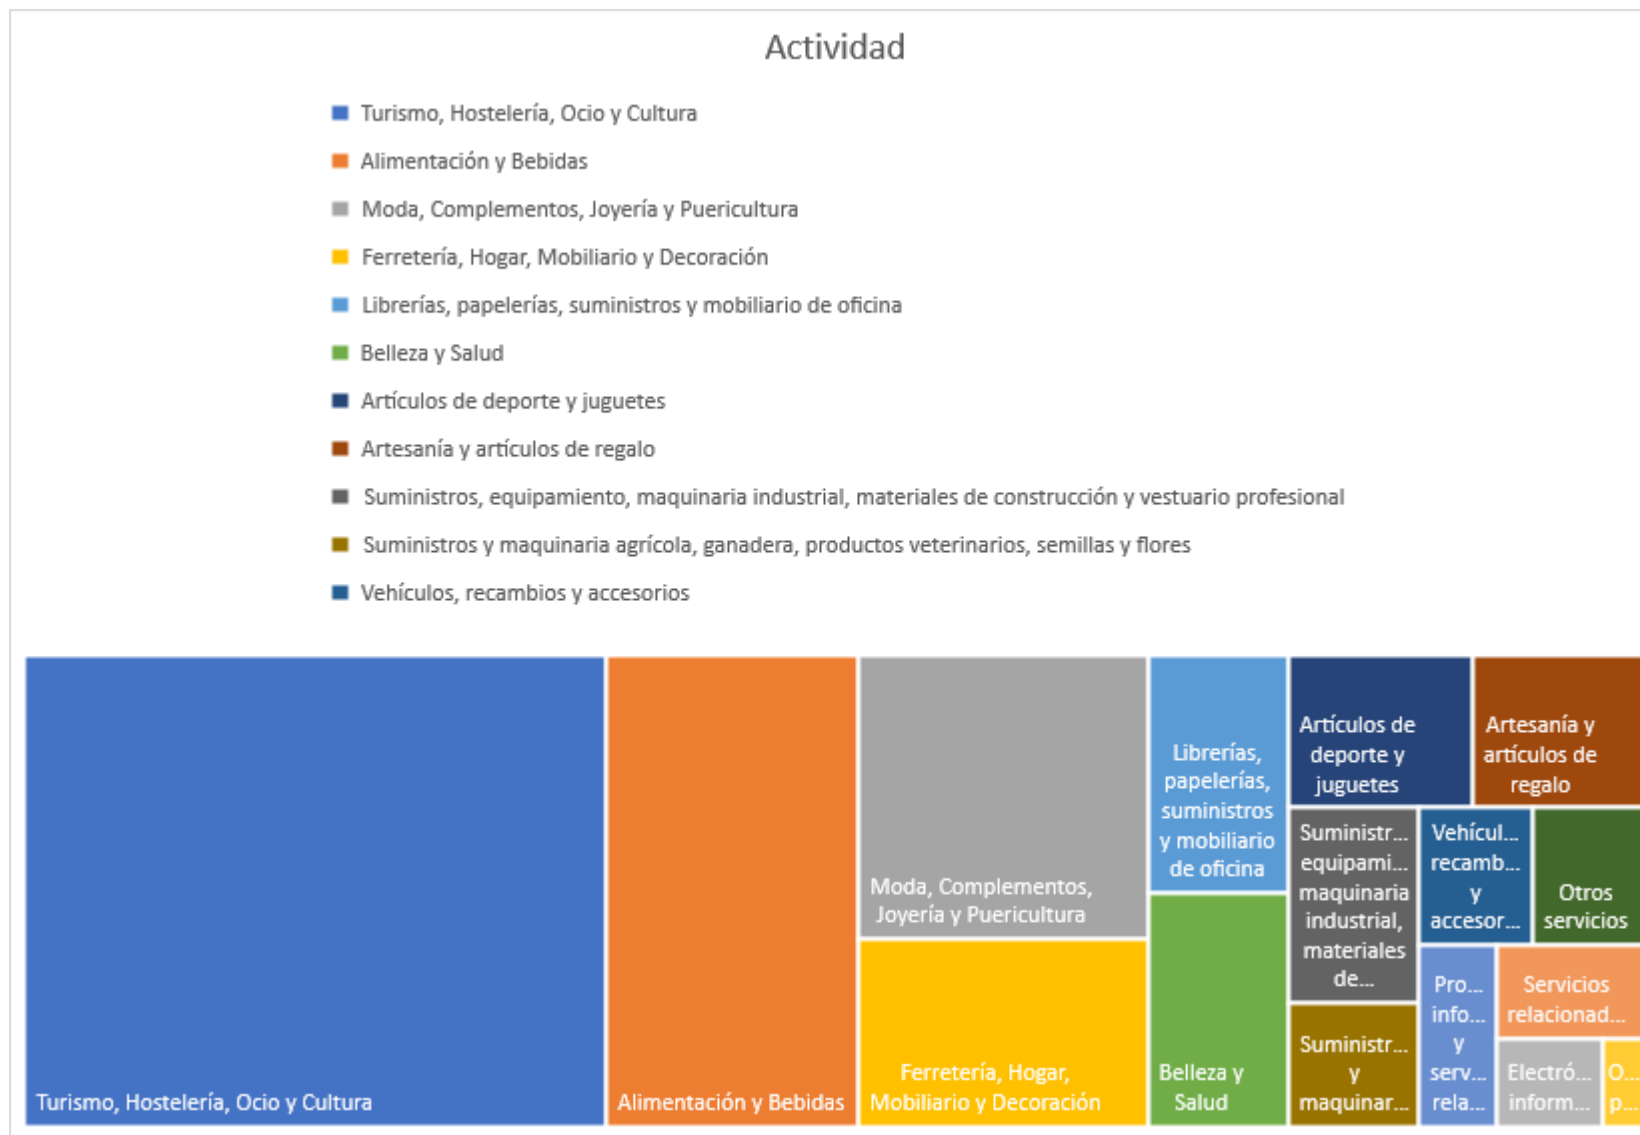 Actividad
Turismo, Hostelería, Ocio y Cultura
Alimentación y Bebidas
Moda, Complementos, Joyería y Puericultura
Ferretería, Hogar, Mobiliario y Decoración
Librerías, papelerías, suministros y mobiliario de oficina
Belleza y Salud
Artículos de deporte y juguetes
Artesanía y artículos de regalo
Suministros, equipamiento, maquinaria industrial, materiales de construcción y vestuario profesional
Suministros y maquinaria agrícola, ganadera, productos veterinarios, semillas y flores
Vehículos, recambios y accesorios
Turismo, Hostelería, Ocio y Cultura
Alimentación y Bebidas
Moda, Complementos,
Joyería y Puericultura
Ferretería, Hogar,
Mobiliario y Decoración
Librerías,
papelerías,
suministros
y mobiliario
de oficina
Belleza y
Salud
Artículos de
deporte y
juguetes
Artesanía y
artículos de
regalo
Suministr...
equipami...
maquinaria
industrial,
materiales
de...
Vehícul...
recamb...
y
accesor...
Otros
servicios
Suministr...
y
maquinar...
Pro...
info...
y
serv...
rela...
Servicios
relacionad...
Electró...
inform...
O...
p...